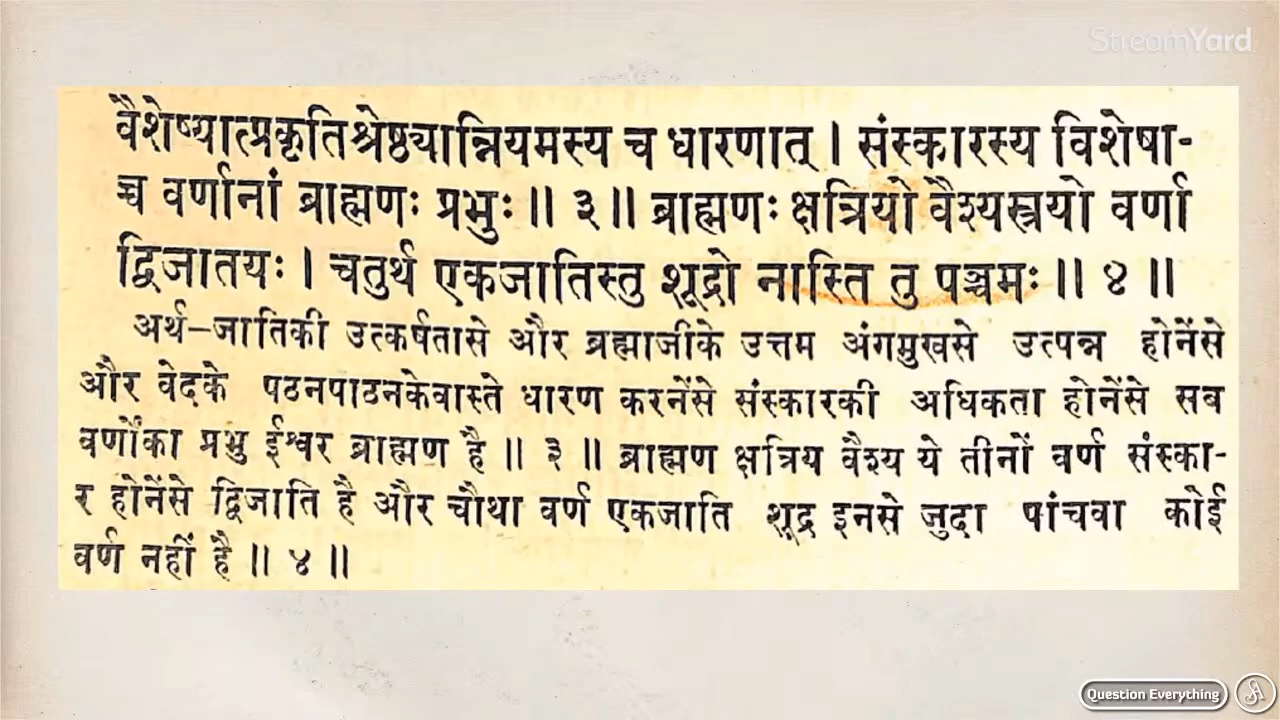 StreamYard
वैशेष्यात्प्रकृतिश्रेष्ठ्यान्नियमस्य च धारणात् । संस्कारस्य विशेषा-
च्च वर्णानां ब्राह्मणः प्रभुः ॥ ३ ॥ ब्राह्मणः क्षत्रियो वैश्यस्त्रयो वर्णा
द्विजातयः । चतुर्थ एकजातिस्तु शूद्रो नास्ति तु पञ्चमः ॥ ४ ॥
अर्थ–जातिकी उत्कर्षतासे और ब्रह्माजीके उत्तम अंगमुखसे उत्पन्न होनेंसे
और वेदके पठनपाठनकेवास्ते धारण करनेंसे संस्कारकी अधिकता होनेंसे सब
वर्णोंका प्रभु ईश्वर ब्राह्मण है ॥ ३ ॥ ब्राह्मण क्षत्रिय वैश्य ये तीनों वर्ण संस्का-
र होनेंसे द्विजाति है और चौथा वर्ण एकजाति शूद्र इनसे जुदा पांचवा कोई
वर्ण नहीं है ॥ ४ ॥
Question Everything